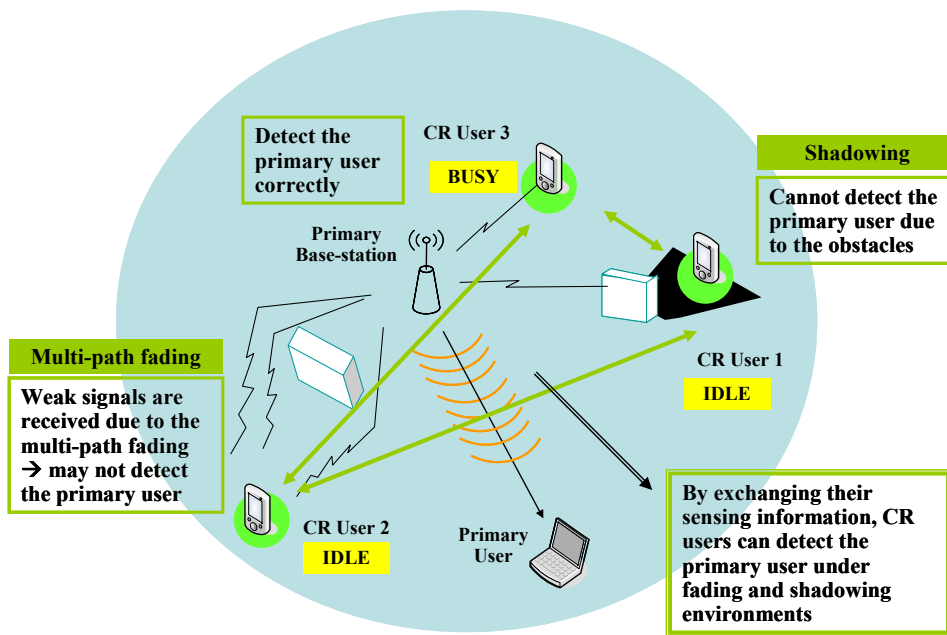 Detect the
primary user
correctly
CR User 3
BUSY
Shadowing
Cannot detect the
primary user due
to the obstacles
Primary
Base-station
Multi-path fading
Weak signals are
received due to the
multi-path fading
→ may not detect
the primary user
CR User 1
IDLE
CR User 2
IDLE
Primary
User
By exchanging their
sensing information, CR
users can detect the
primary user under
fading and shadowing
environments